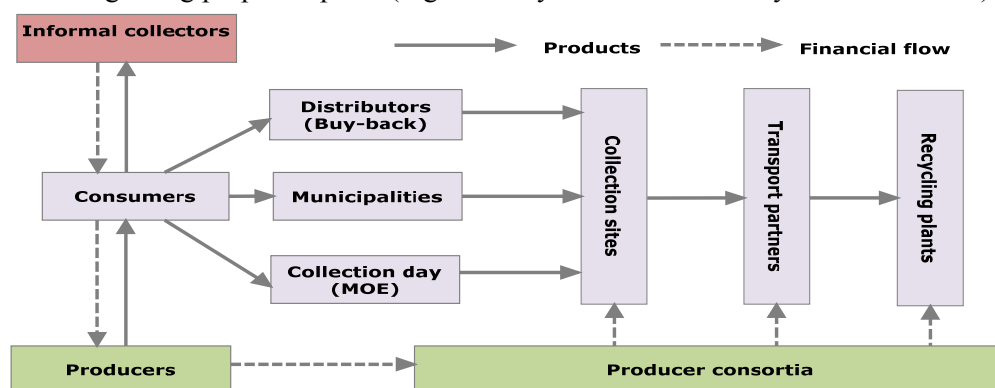 Informal collectors
Products
Financial flow
Distributors
(Buy-back)
Consumers
Municipalities
Collection day
(MOE)
Collection sites
Transport partners
Recycling plants
Producers
Producer consortia